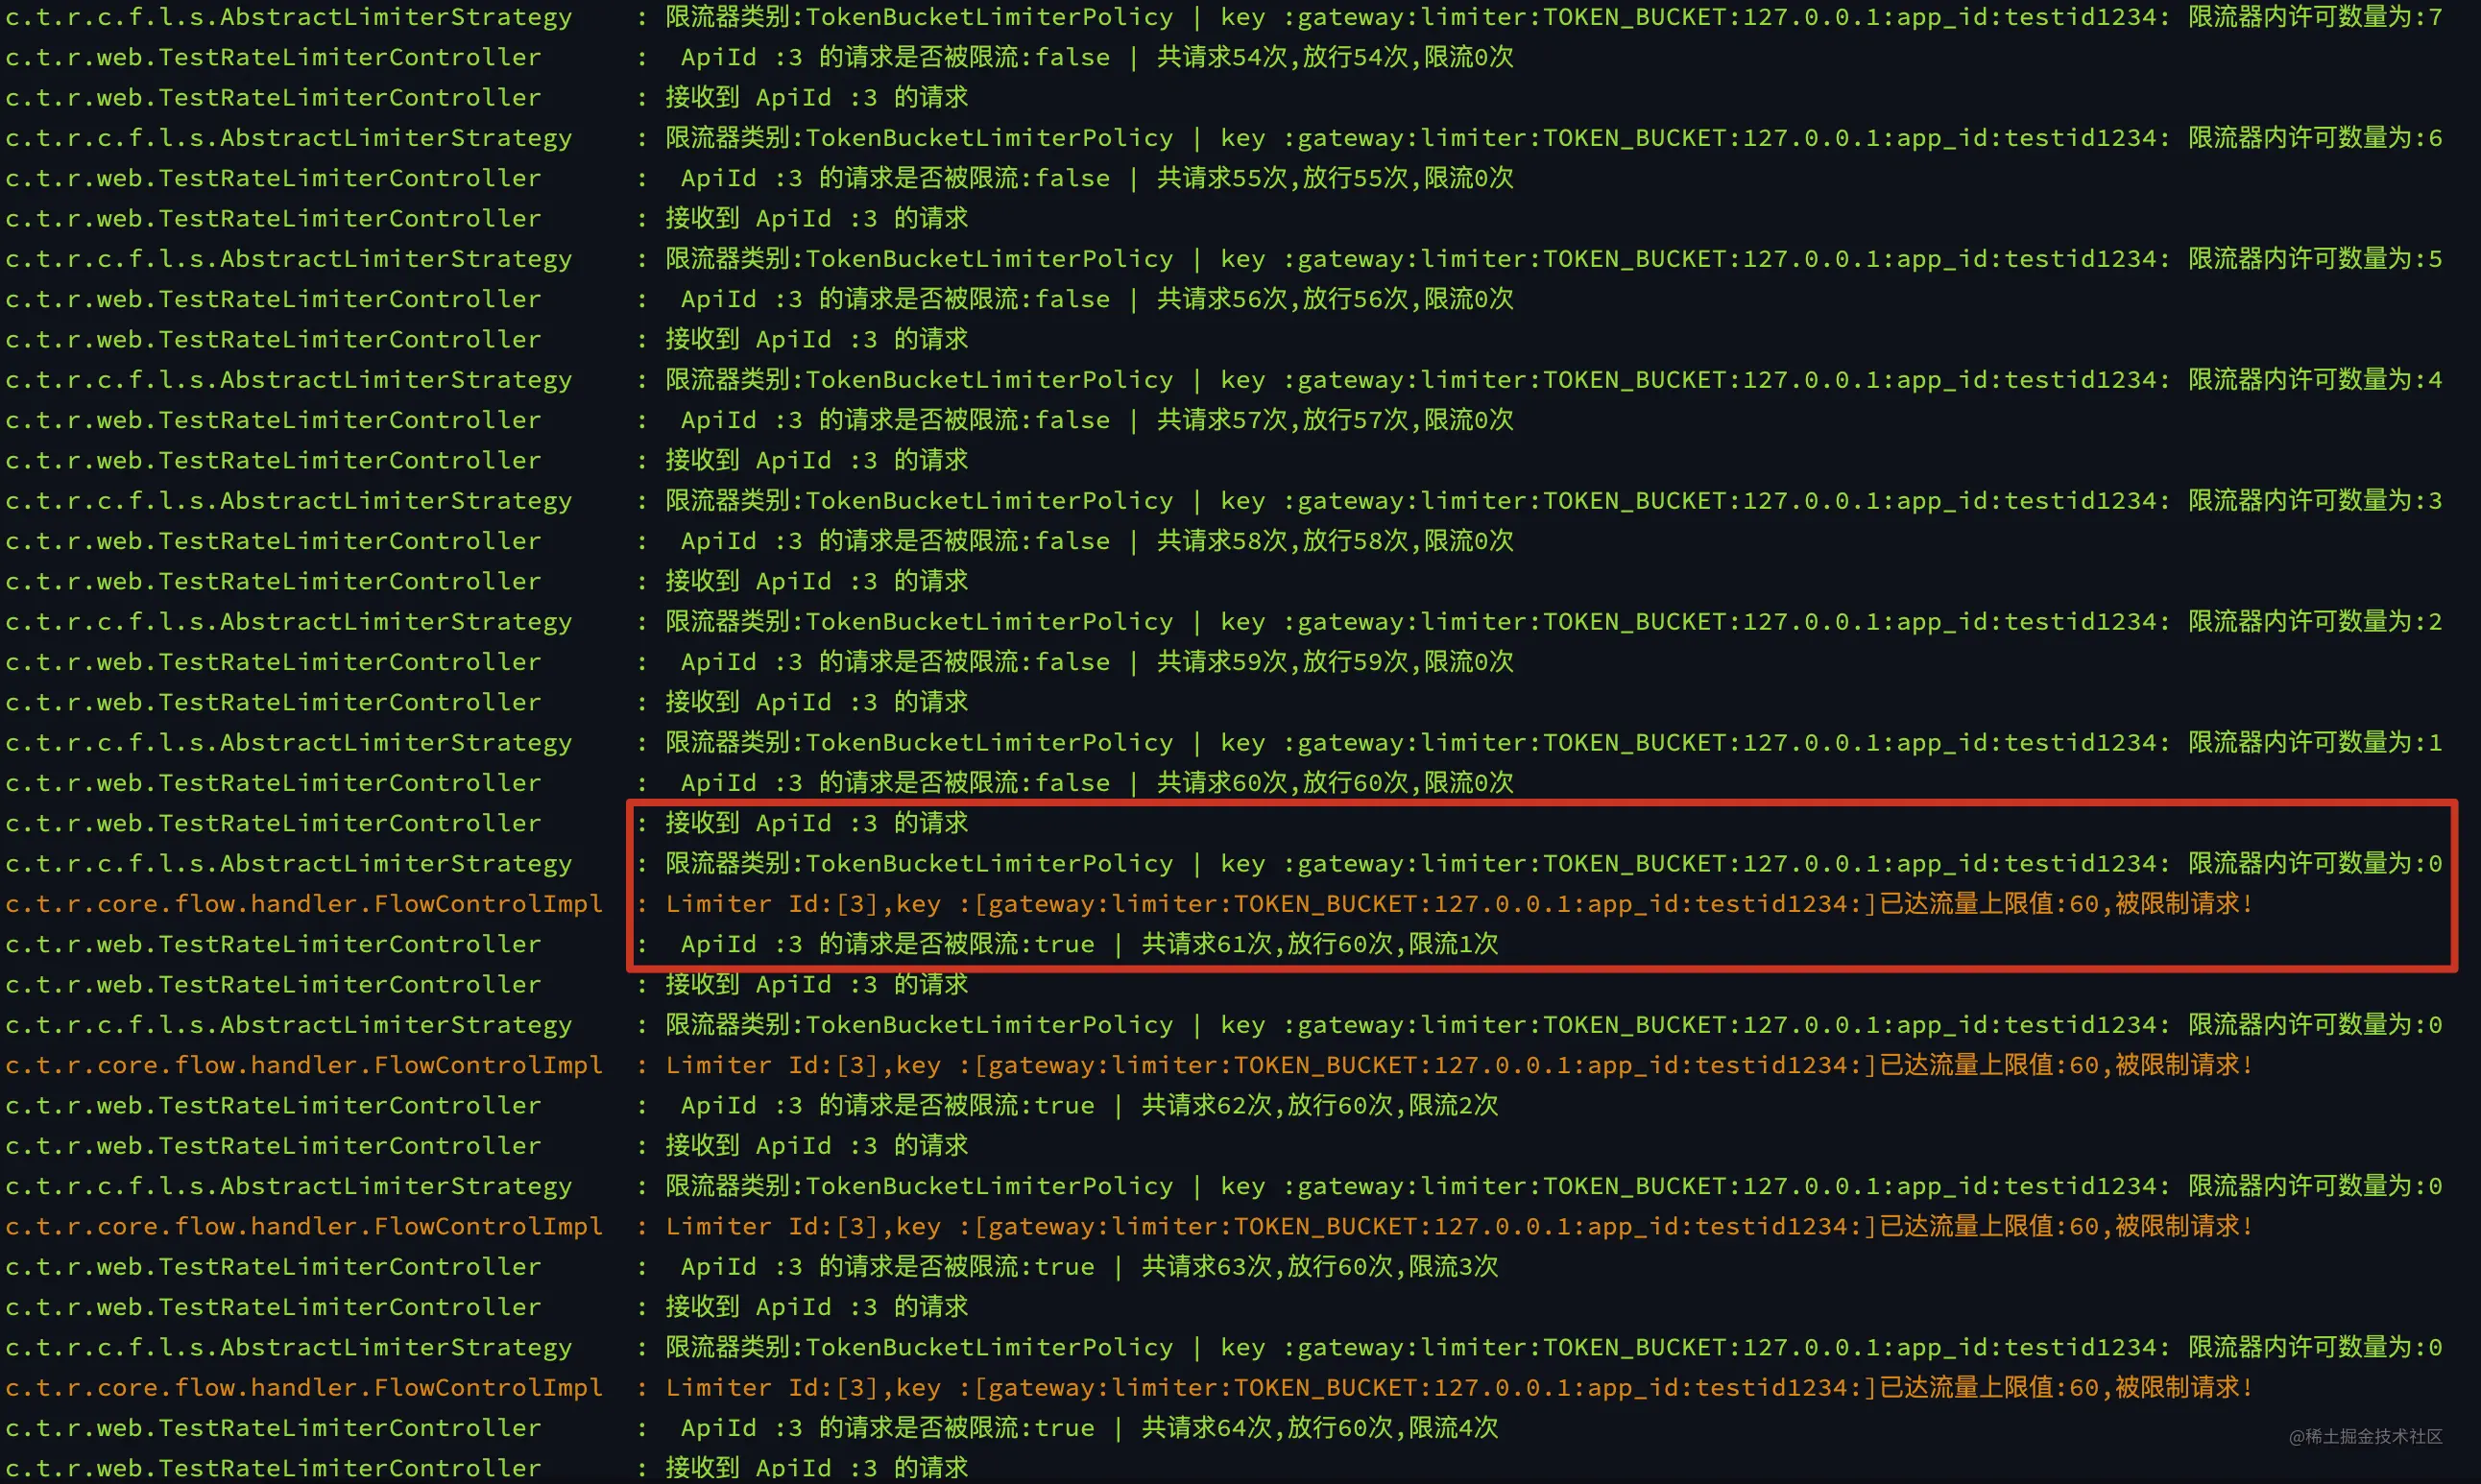 c.t.r.c.f.l.s.AbstractLimiterStrategy : 限流器类别:TokenBucketLimiterPolicy | key :gateway:limiter:TOKEN_BUCKET:127.0.0.1:app_id:testid1234: 限流器内许可数量为:7
c.t.r.web.TestRateLimiterController : ApiId :3 的请求是否被限流:false | 共请求54次,放行54次,限流0次
c.t.r.web.TestRateLimiterController : 接收到 ApiId :3 的请求
c.t.r.c.f.l.s.AbstractLimiterStrategy : 限流器类别:TokenBucketLimiterPolicy | key :gateway:limiter:TOKEN_BUCKET:127.0.0.1:app_id:testid1234: 限流器内许可数量为:6
c.t.r.web.TestRateLimiterController : ApiId :3 的请求是否被限流:false | 共请求55次,放行55次,限流0次
c.t.r.web.TestRateLimiterController : 接收到 ApiId :3 的请求
c.t.r.c.f.l.s.AbstractLimiterStrategy : 限流器类别:TokenBucketLimiterPolicy | key :gateway:limiter:TOKEN_BUCKET:127.0.0.1:app_id:testid1234: 限流器内许可数量为:5
c.t.r.web.TestRateLimiterController : ApiId :3 的请求是否被限流:false | 共请求56次,放行56次,限流0次
c.t.r.web.TestRateLimiterController : 接收到 ApiId :3 的请求
c.t.r.c.f.l.s.AbstractLimiterStrategy : 限流器类别:TokenBucketLimiterPolicy | key :gateway:limiter:TOKEN_BUCKET:127.0.0.1:app_id:testid1234: 限流器内许可数量为:4
c.t.r.web.TestRateLimiterController : ApiId :3 的请求是否被限流:false | 共请求57次,放行57次,限流0次
c.t.r.web.TestRateLimiterController : 接收到 ApiId :3 的请求
c.t.r.c.f.l.s.AbstractLimiterStrategy : 限流器类别:TokenBucketLimiterPolicy | key :gateway:limiter:TOKEN_BUCKET:127.0.0.1:app_id:testid1234: 限流器内许可数量为:3
c.t.r.web.TestRateLimiterController : ApiId :3 的请求是否被限流:false | 共请求58次,放行58次,限流0次
c.t.r.web.TestRateLimiterController : 接收到 ApiId :3 的请求
c.t.r.c.f.l.s.AbstractLimiterStrategy : 限流器类别:TokenBucketLimiterPolicy | key :gateway:limiter:TOKEN_BUCKET:127.0.0.1:app_id:testid1234: 限流器内许可数量为:2
c.t.r.web.TestRateLimiterController : ApiId :3 的请求是否被限流:false | 共请求59次,放行59次,限流0次
c.t.r.web.TestRateLimiterController : 接收到 ApiId :3 的请求
c.t.r.c.f.l.s.AbstractLimiterStrategy : 限流器类别:TokenBucketLimiterPolicy | key :gateway:limiter:TOKEN_BUCKET:127.0.0.1:app_id:testid1234: 限流器内许可数量为:1
c.t.r.web.TestRateLimiterController : ApiId :3 的请求是否被限流:false | 共请求60次,放行60次,限流0次
c.t.r.web.TestRateLimiterController : 接收到 ApiId :3 的请求
c.t.r.c.f.l.s.AbstractLimiterStrategy : 限流器类别:TokenBucketLimiterPolicy | key :gateway:limiter:TOKEN_BUCKET:127.0.0.1:app_id:testid1234: 限流器内许可数量为:0
c.t.r.core.flow.handler.FlowControlImpl : Limiter Id:[3],key :[gateway:limiter:TOKEN_BUCKET:127.0.0.1:app_id:testid1234:]已达流量上限值:60,被限制请求!
c.t.r.web.TestRateLimiterController : ApiId :3 的请求是否被限流:true | 共请求61次,放行60次,限流1次
c.t.r.web.TestRateLimiterController : 接收到 ApiId :3 的请求
c.t.r.c.f.l.s.AbstractLimiterStrategy : 限流器类别:TokenBucketLimiterPolicy | key :gateway:limiter:TOKEN_BUCKET:127.0.0.1:app_id:testid1234: 限流器内许可数量为:0
c.t.r.core.flow.handler.FlowControlImpl : Limiter Id:[3],key :[gateway:limiter:TOKEN_BUCKET:127.0.0.1:app_id:testid1234:]已达流量上限值:60,被限制请求!
c.t.r.web.TestRateLimiterController : ApiId :3 的请求是否被限流:true | 共请求62次,放行60次,限流2次
c.t.r.web.TestRateLimiterController : 接收到 ApiId :3 的请求
c.t.r.c.f.l.s.AbstractLimiterStrategy : 限流器类别:TokenBucketLimiterPolicy | key :gateway:limiter:TOKEN_BUCKET:127.0.0.1:app_id:testid1234: 限流器内许可数量为:0
c.t.r.core.flow.handler.FlowControlImpl : Limiter Id:[3],key :[gateway:limiter:TOKEN_BUCKET:127.0.0.1:app_id:testid1234:]已达流量上限值:60,被限制请求!
c.t.r.web.TestRateLimiterController : ApiId :3 的请求是否被限流:true | 共请求63次,放行60次,限流3次
c.t.r.web.TestRateLimiterController : 接收到 ApiId :3 的请求
c.t.r.c.f.l.s.AbstractLimiterStrategy : 限流器类别:TokenBucketLimiterPolicy | key :gateway:limiter:TOKEN_BUCKET:127.0.0.1:app_id:testid1234: 限流器内许可数量为:0
c.t.r.core.flow.handler.FlowControlImpl : Limiter Id:[3],key :[gateway:limiter:TOKEN_BUCKET:127.0.0.1:app_id:testid1234:]已达流量上限值:60,被限制请求!
c.t.r.web.TestRateLimiterController : ApiId :3 的请求是否被限流:true | 共请求64次,放行60次,限流4次
@稀土掘金技术社区
c.t.r.web.TestRateLimiterController : 接收到 ApiId :3 的请求